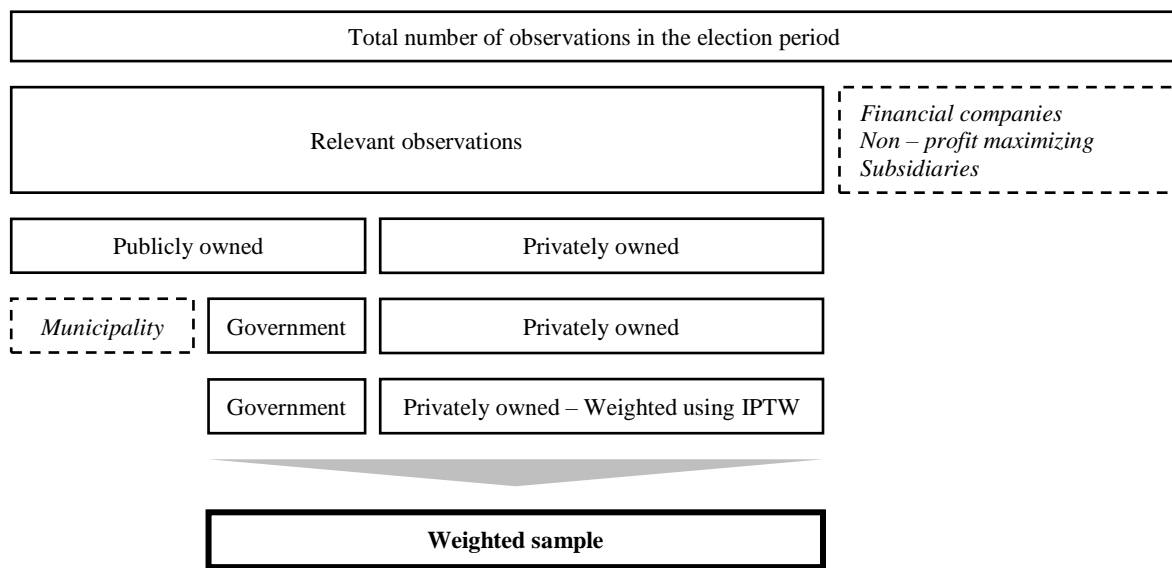 Total number of observations in the election period
Relevant observations
Financial companies
Non – profit maximizing
Subsidiaries
Publicly owned
Privately owned
Municipality
Government
Privately owned
Government
Privately owned – Weighted using IPTW
Weighted sample